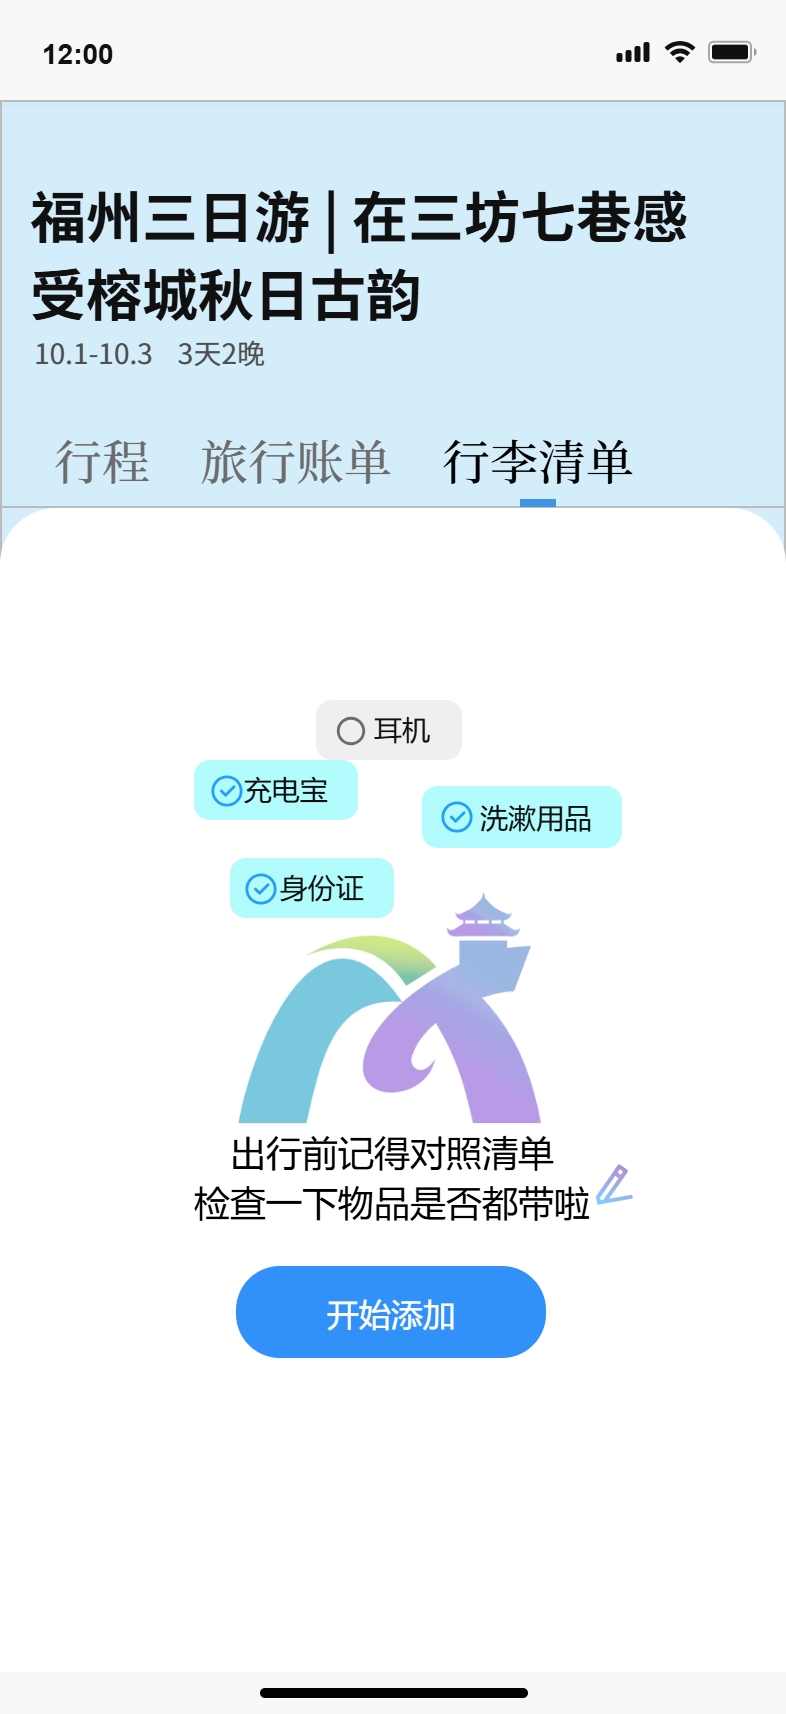 12:00
福州三日游 | 在三坊七巷感
受榕城秋日古韵
10.1-10.3 3天2晚
行程 旅行账单 行李清单
耳机
充电宝
洗漱用品
身份证
出行前记得对照清单
检查一下物品是否都带啦
开始添加